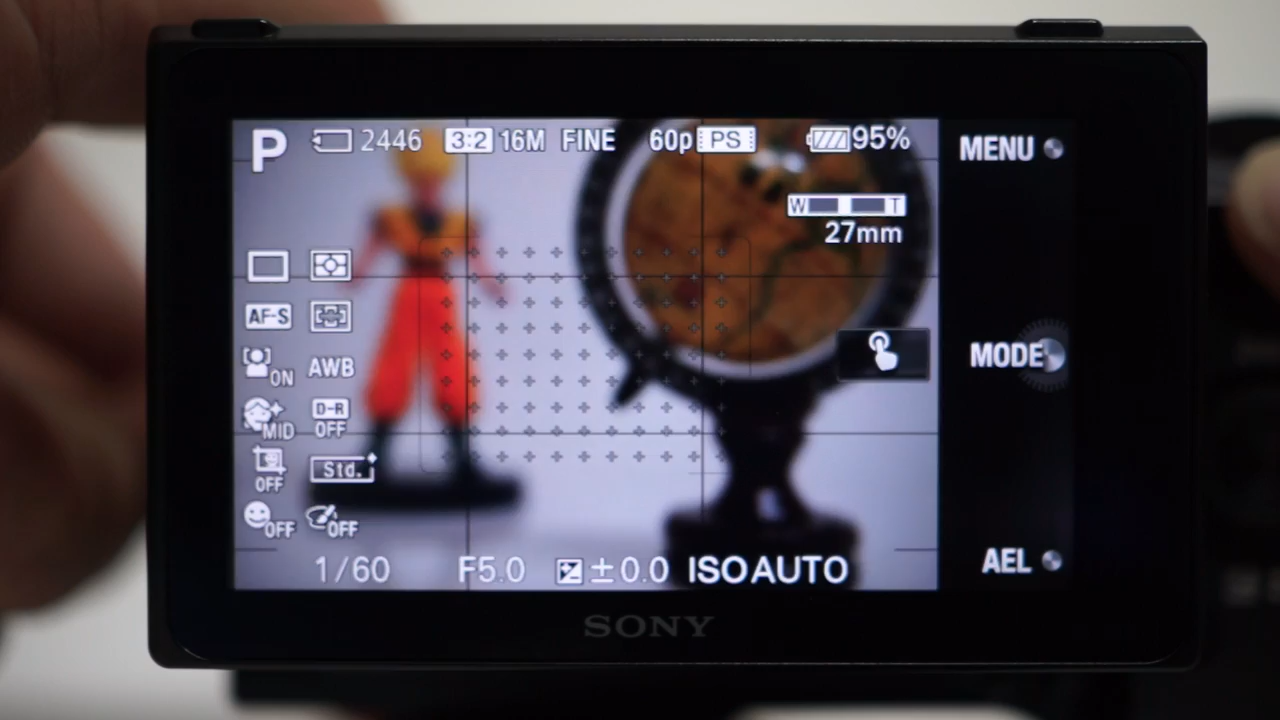 P 2446 3:2 16M FINE 60p PS 95% MENU
W T
27mm
AF-S
ON AWB MODE
MID D-R OFF
OFF Std.
OFF OFF
1/60 F5.0 ±0.0 ISO AUTO AEL
SONY